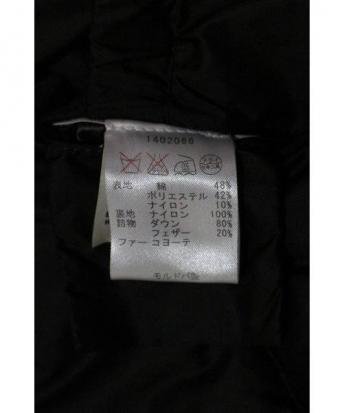 1402086
表地 綿 48%
ポリエステル 42%
ナイロン 10%
裏地 ナイロン 100%
詰物 ダウン 80%
フェザー 20%
ファー コヨーテ